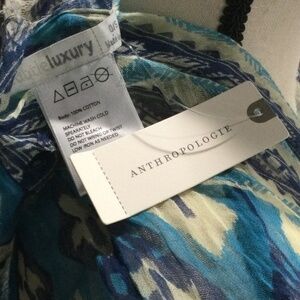 luxury
Body: 100% COTTON
MACHINE WASH COLD
SEPARATELY
DO NOT BLEACH
DO NOT WRING OR TWIST
LOW IRON AS NEEDED
ANTHROPOLOGIE